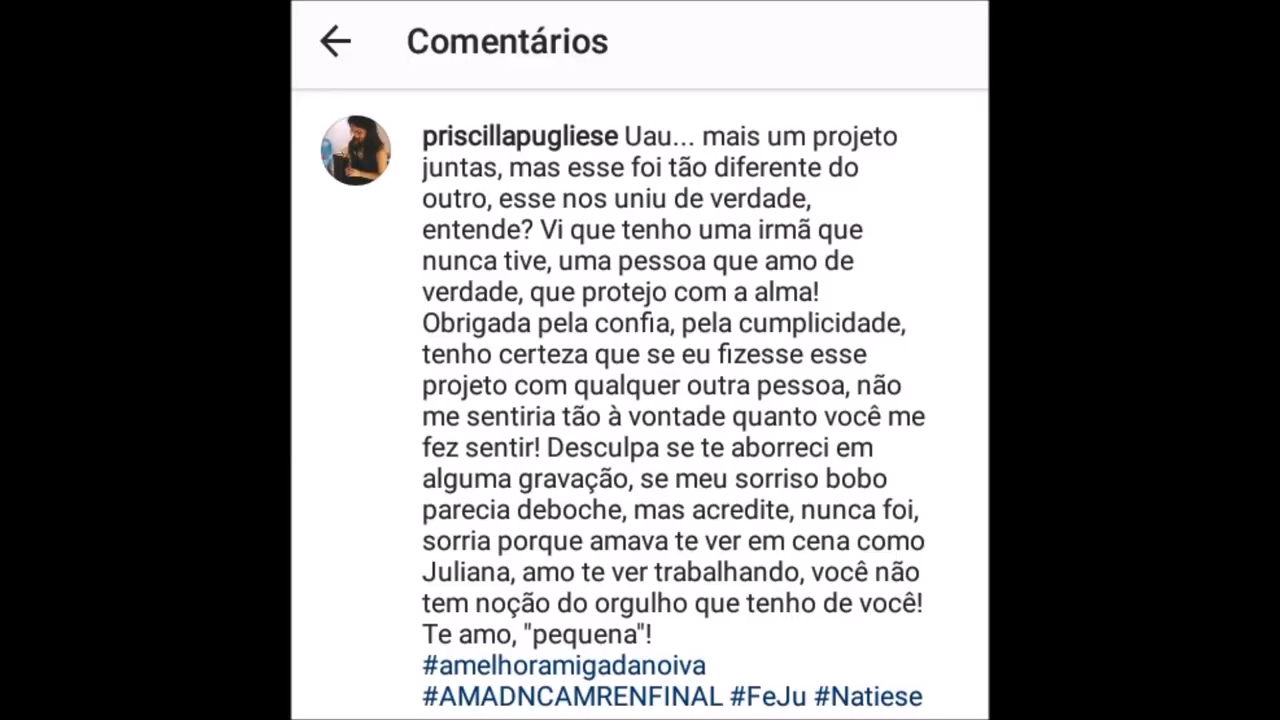 Comentários
priscillapugliese Uau... mais um projeto
juntas, mas esse foi tão diferente do
outro, esse nos uniu de verdade,
entende? Vi que tenho uma irmã que
nunca tive, uma pessoa que amo de
verdade, que protejo com a alma!
Obrigada pela confia, pela cumplicidade,
tenho certeza que se eu fizesse esse
projeto com qualquer outra pessoa, não
me sentiria tão à vontade quanto você me
fez sentir! Desculpa se te aborreci em
alguma gravação, se meu sorriso bobo
parecia deboche, mas acredite, nunca foi,
sorria porque amava te ver em cena como
Juliana, amo te ver trabalhando, você não
tem noção do orgulho que tenho de você!
Te amo, "pequena"!
#amelhoramigadanoiva
#AMADNCAMRENFINAL #FeJu #Natiese